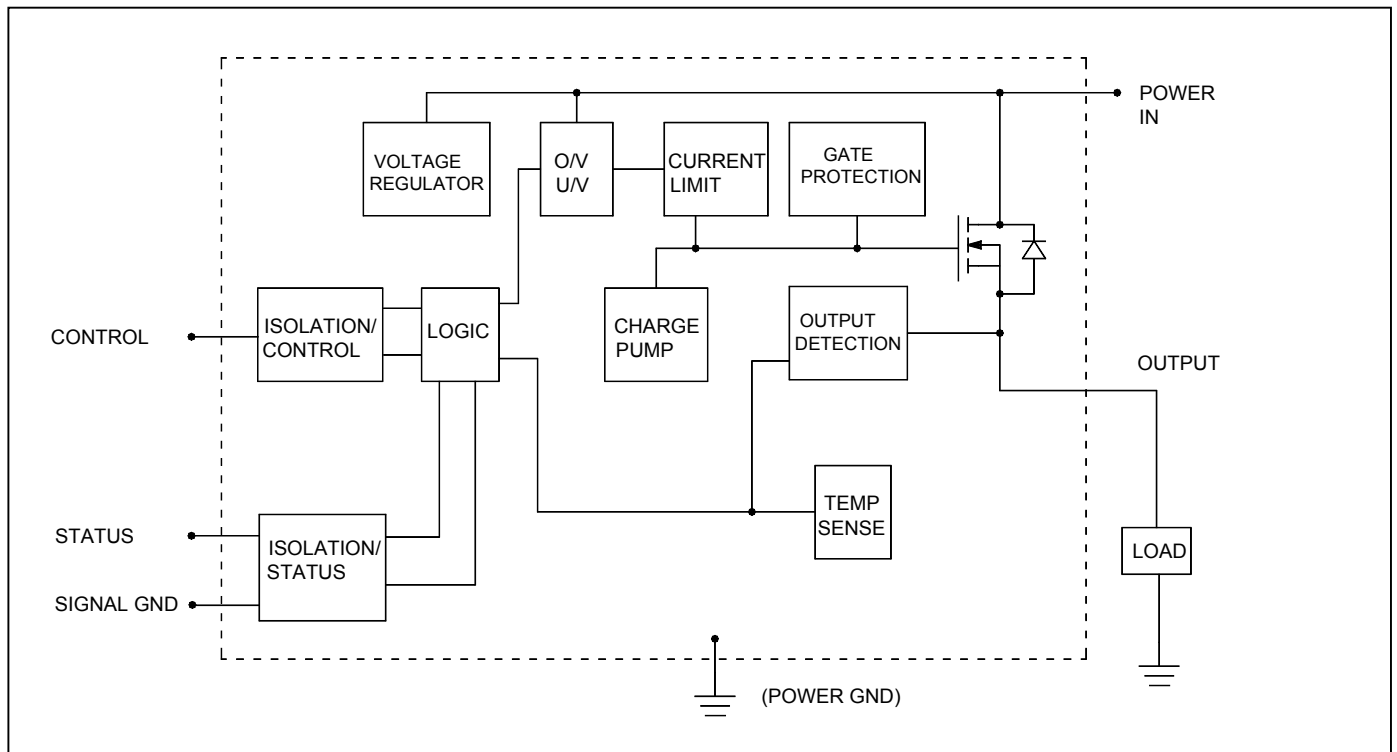 POWER
IN
VOLTAGE
REGULATOR
O/V
U/V
CURRENT
LIMIT
GATE
PROTECTION
CONTROL
ISOLATION/
CONTROL
LOGIC
CHARGE
PUMP
OUTPUT
DETECTION
OUTPUT
STATUS
SIGNAL GND
ISOLATION/
STATUS
TEMP
SENSE
LOAD
(POWER GND)